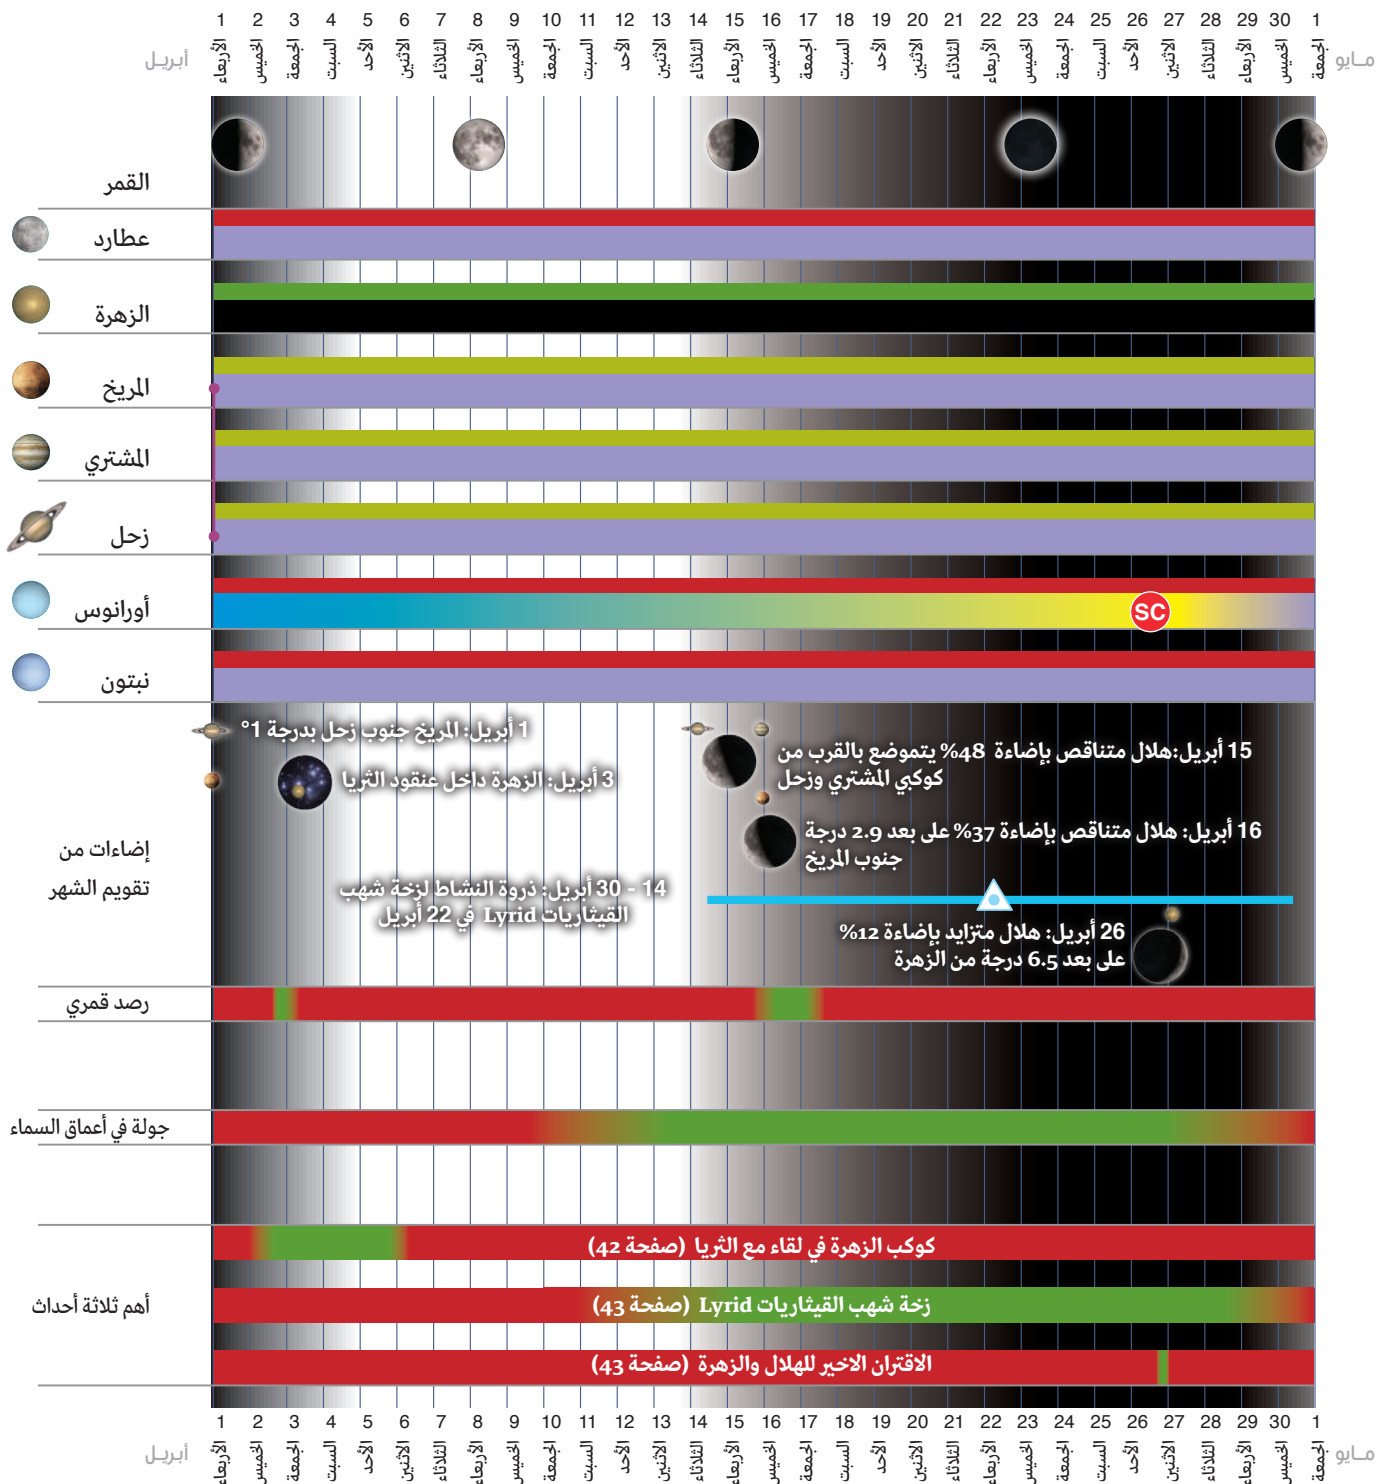 1 2 3 4 5 6 7 8 9 10 11 12 13 14 15 16 17 18 19 20 21 22 23 24 25 26 27 28 29 30 1
أبريل الأربعاء الخميس الجمعة السبت الأحد الاثنين الثلاثاء الأربعاء الخميس الجمعة السبت الأحد الاثنين الثلاثاء الأربعاء الخميس الجمعة السبت الأحد الاثنين الثلاثاء الأربعاء الخميس الجمعة السبت الأحد الاثنين الثلاثاء الأربعاء الخميس الجمعة مـايو
القمر
عطارد
الزهرة
المريخ
المشتري
زحل
أورانوس
SC
نبتون
إضاءات من
تقويم الشهر
1 أبريل: المريخ جنوب زحل بدرجة 1°
3 أبريل: الزهرة داخل عنقود الثريا
14 - 30 أبريل: ذروة النشاط لزخة شهب
القيثاريات Lyrid في 22 أبريل
15 أبريل:هلال متناقص بإضاءة 48% يتموضع بالقرب من
كوكبي المشتري وزحل
16 أبريل: هلال متناقص بإضاءة 37% على بعد 2.9 درجة
جنوب المريخ
26 أبريل: هلال متزايد بإضاءة 12%
على بعد 6.5 درجة من الزهرة
رصد قمري
جولة في أعماق السماء
أهم ثلاثة أحداث
كوكب الزهرة في لقاء مع الثريا (صفحة 42)
زخة شهب القيثاريات Lyrid (صفحة 43)
الاقتران الاخير للهلال والزهرة (صفحة 43)
1 2 3 4 5 6 7 8 9 10 11 12 13 14 15 16 17 18 19 20 21 22 23 24 25 26 27 28 29 30 1
أبريل الأربعاء الخميس الجمعة السبت الأحد الاثنين الثلاثاء الأربعاء الخميس الجمعة السبت الأحد الاثنين الثلاثاء الأربعاء الخميس الجمعة السبت الأحد الاثنين الثلاثاء الأربعاء الخميس الجمعة السبت الأحد الاثنين الثلاثاء الأربعاء الخميس الجمعة مـايو